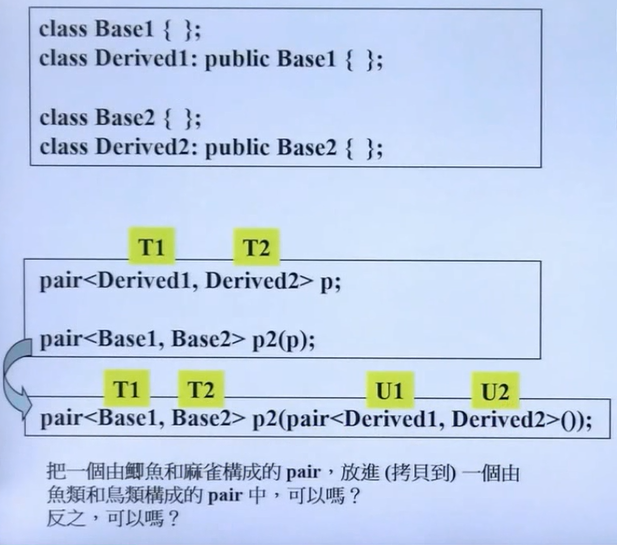 class Base1 { };
class Derived1: public Base1 { };
class Base2 { };
class Derived2: public Base2 { };
T1 T2
pair<Derived1, Derived2> p;
pair<Base1, Base2> p2(p);
T1 T2 U1 U2
pair<Base1, Base2> p2(pair<Derived1, Derived2>());
把一個由鯽魚和麻雀構成的 pair，放進 (拷貝到) 一個由
魚類和鳥類構成的 pair 中，可以嗎？
反之，可以嗎？